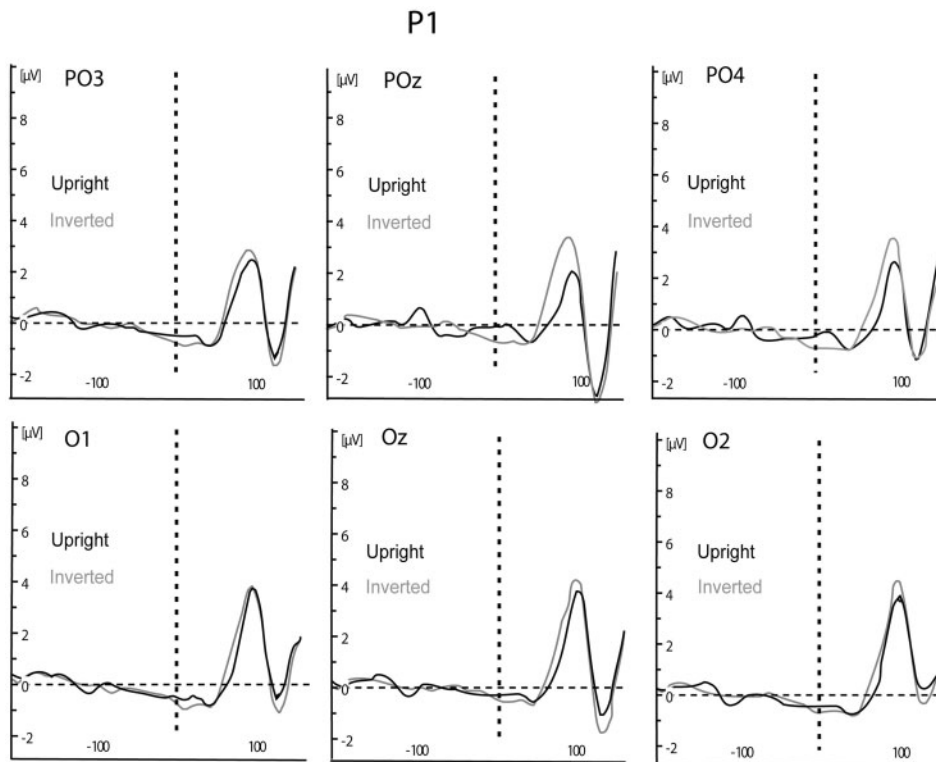 P1
[µV] PO3
8
6
Upright
4
Inverted
2
0
-2
-100 100
[µV] POz
8
6
Upright
4
Inverted
2
0
-2
-100 100
[µV] PO4
8
6
Upright
4
Inverted
2
0
-2
-100 100
[µV] O1
8
6
Upright
4
Inverted
2
0
-2
-100 100
[µV] Oz
8
6
Upright
4
Inverted
2
0
-2
-100 100
[µV] O2
8
6
Upright
4
Inverted
2
0
-2
-100 100